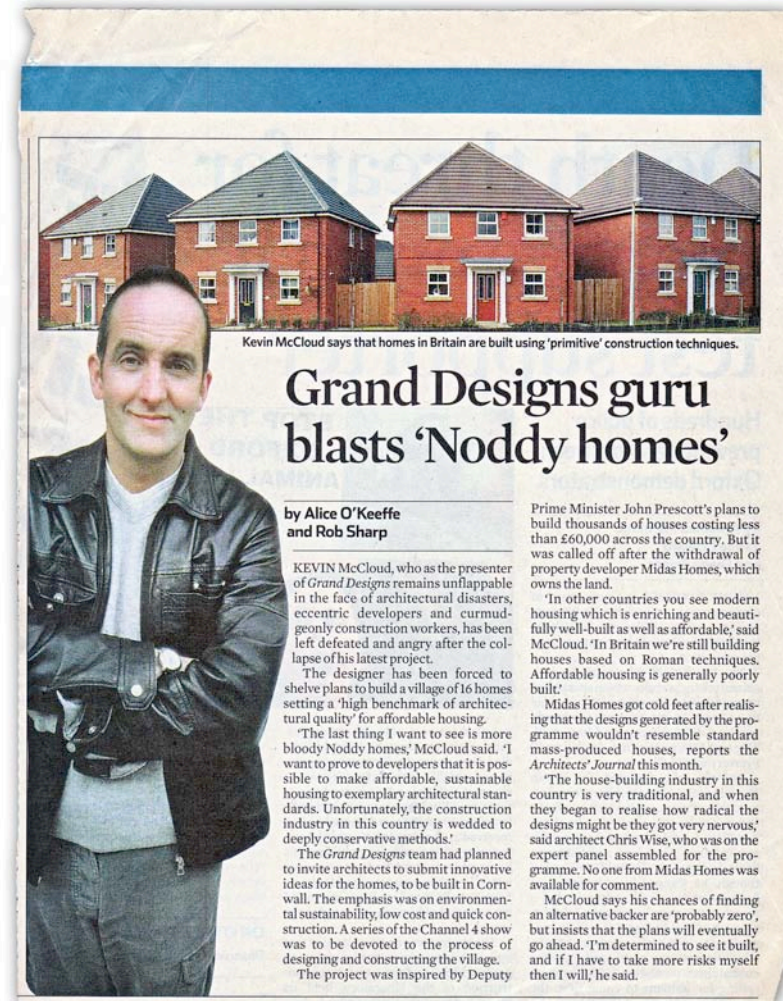 Kevin McCloud says that homes in Britain are built using 'primitive' construction techniques.
Grand Designs guru
blasts 'Noddy homes'
by Alice O'Keeffe
and Rob Sharp
KEVIN McCloud, who as the presenter
of Grand Designs remains unflappable
in the face of architectural disasters,
eccentric developers and curmud-
geonly construction workers, has been
left defeated and angry after the col-
lapse of his latest project.
The designer has been forced to
shelve plans to build a village of 16 homes
setting a 'high benchmark of architec-
tural quality' for affordable housing.
'The last thing I want to see is more
bloody Noddy homes,' McCloud said. 'I
want to prove to developers that it is pos-
sible to make affordable, sustainable
housing to exemplary architectural stan-
dards. Unfortunately, the construction
industry in this country is wedded to
deeply conservative methods.'
The Grand Designs team had planned
to invite architects to submit innovative
ideas for the homes, to be built in Corn-
wall. The emphasis was on environmen-
tal sustainability, low cost and quick con-
struction. A series of the Channel 4 show
was to be devoted to the process of
designing and constructing the village.
The project was inspired by Deputy
Prime Minister John Prescott's plans to
build thousands of houses costing less
than £60,000 across the country. But it
was called off after the withdrawal of
property developer Midas Homes, which
owns the land.
'In other countries you see modern
housing which is enriching and beauti-
fully well-built as well as affordable,' said
McCloud. 'In Britain we're still building
houses based on Roman techniques.
Affordable housing is generally poorly
built.'
Midas Homes got cold feet after realis-
ing that the designs generated by the pro-
gramme wouldn't resemble standard
mass-produced houses, reports the
Architects' Journal this month.
'The house-building industry in this
country is very traditional, and when
they began to realise how radical the
designs might be they got very nervous,'
said architect Chris Wise, who was on the
expert panel assembled for the pro-
gramme. No one from Midas Homes was
available for comment.
McCloud says his chances of finding
an alternative backer are 'probably zero',
but insists that the plans will eventually
go ahead. 'I'm determined to see it built,
and if I have to take more risks myself
then I will,' he said.